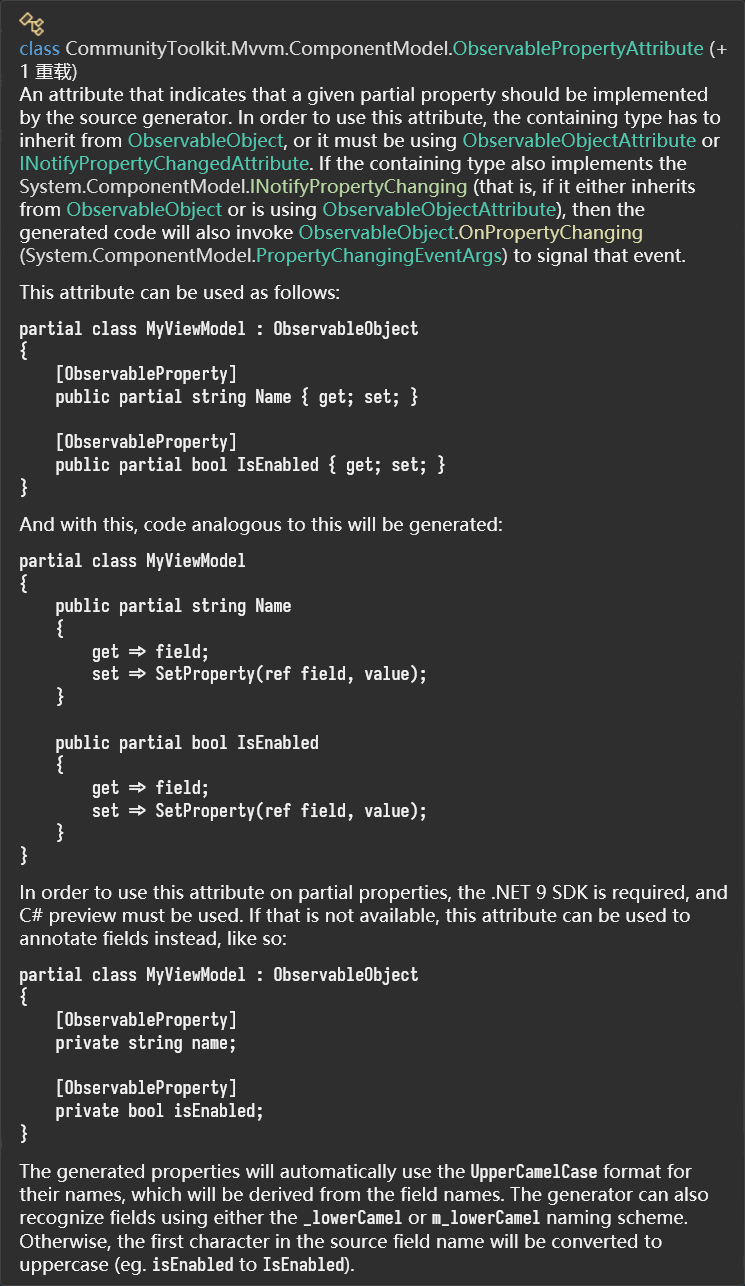 class CommunityToolkit.Mvvm.ComponentModel.ObservablePropertyAttribute (+
1 重载)
An attribute that indicates that a given partial property should be implemented
by the source generator. In order to use this attribute, the containing type has to
inherit from ObservableObject, or it must be using ObservableObjectAttribute or
INotifyPropertyChangedAttribute. If the containing type also implements the
System.ComponentModel.INotifyPropertyChanging (that is, if it either inherits
from ObservableObject or is using ObservableObjectAttribute), then the
generated code will also invoke ObservableObject.OnPropertyChanging
(System.ComponentModel.PropertyChangingEventArgs) to signal that event.
This attribute can be used as follows:
partial class MyViewModel : ObservableObject
{
    [ObservableProperty]
    public partial string Name { get; set; }

    [ObservableProperty]
    public partial bool IsEnabled { get; set; }
}
And with this, code analogous to this will be generated:
partial class MyViewModel
{
    public partial string Name
    {
        get => field;
        set => SetProperty(ref field, value);
    }

    public partial bool IsEnabled
    {
        get => field;
        set => SetProperty(ref field, value);
    }
}
In order to use this attribute on partial properties, the .NET 9 SDK is required, and
C# preview must be used. If that is not available, this attribute can be used to
annotate fields instead, like so:
partial class MyViewModel : ObservableObject
{
    [ObservableProperty]
    private string name;

    [ObservableProperty]
    private bool isEnabled;
}
The generated properties will automatically use the UpperCamelCase format for
their names, which will be derived from the field names. The generator can also
recognize fields using either the _lowerCamel or m_lowerCamel naming scheme.
Otherwise, the first character in the source field name will be converted to
uppercase (eg. isEnabled to IsEnabled).